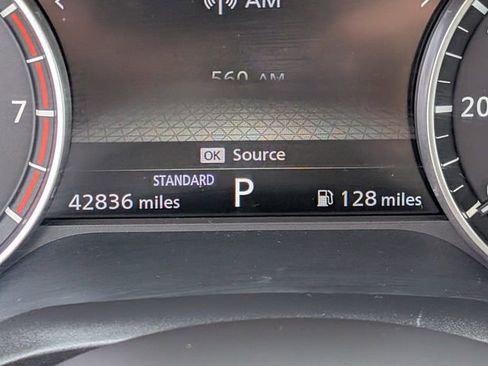 AM
560 AM
7
20
OK Source
STANDARD
42836 miles P 128 miles